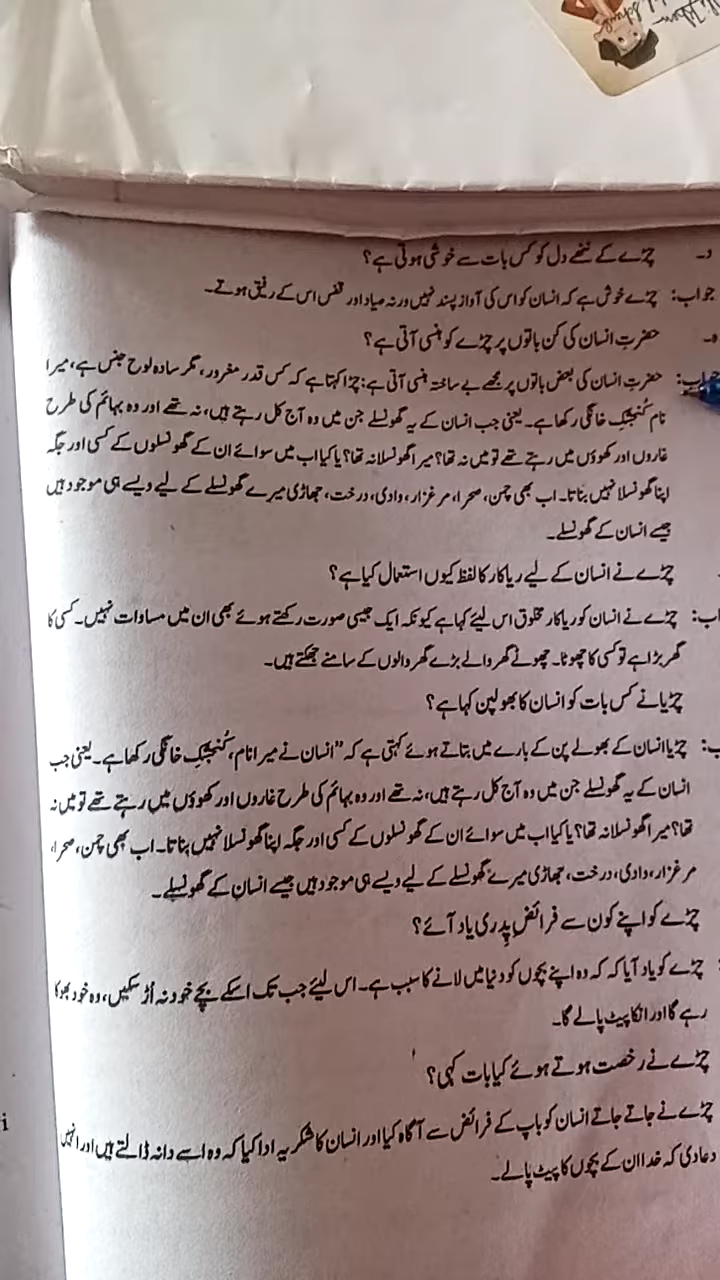 د۔ چڑے کے ننھے دل کو کس بات سے خوشی ہوتی ہے؟
جواب: چڑے خوش ہے کہ انسان کو اس کی آواز پسند نہیں ورنہ صیاد اور قفس اس کے رفیق ہوتے۔
ہ۔ حضرتِ انسان کی کن باتوں پر چڑے کو ہنسی آتی ہے؟
جواب: حضرتِ انسان کی بعض باتوں پر مجھے بے ساختہ ہنسی آتی ہے: چڑا کہتا ہے کہ کس قدر مغرور، مگر سادہ لوح جنس ہے، میرا
نام کُنجشکِ خانگی رکھا ہے۔ یعنی جب انسان کے یہ گھونسلے جن میں وہ آج کل رہتے ہیں، نہ تھے اور وہ بہائم کی طرح
غاروں اور کھوؤں میں رہتے تھے تو میں نہ تھا؟ میرا گھونسلا نہ تھا؟ یا کیا اب میں سوائے ان کے گھونسلوں کے کسی اور جگہ
اپنا گھونسلا نہیں بناتا۔ اب بھی چمن، صحرا، مرغزار، وادی، درخت، جھاڑی میرے گھونسلے کے لیے ویسے ہی موجود ہیں
جیسے انسان کے گھونسلے۔
چڑے نے انسان کے لیے ریاکار کا لفظ کیوں استعمال کیا ہے؟
اب: چڑے نے انسان کو ریاکار مخلوق اس لیئے کہا ہے کیونکہ ایک جیسی صورت رکھتے ہوئے بھی ان میں مساوات نہیں۔ کسی کا
گھر بڑا ہے تو کسی کا چھوٹا۔ چھوٹے گھر والے بڑے گھر والوں کے سامنے جھکتے ہیں۔
چڑیا نے کس بات کو انسان کا بھولپن کہا ہے؟
ب: چڑیا انسان کے بھولے پن کے بارے میں بتاتے ہوئے کہتی ہے کہ "انسان نے میرا نام، کُنجشکِ خانگی رکھا ہے۔ یعنی جب
انسان کے یہ گھونسلے جن میں وہ آج کل رہتے ہیں، نہ تھے اور وہ بہائم کی طرح غاروں اور کھوؤں میں رہتے تھے تو میں نہ
تھا؟ میرا گھونسلا نہ تھا؟ یا کیا اب میں سوائے ان کے گھونسلوں کے کسی اور جگہ اپنا گھونسلا نہیں بناتا۔ اب بھی چمن، صحرا،
مرغزار، وادی، درخت، جھاڑی میرے گھونسلے کے لیے ویسے ہی موجود ہیں جیسے انسان کے گھونسلے۔
چڑے کو اپنے کون سے فرائضِ پِدری یاد آئے؟
: چڑے کو یاد آیا کہ کہ وہ اپنے بچوں کو دنیا میں لانے کا سبب ہے۔ اس لیئے جب تک اسکے بچے خود نہ اُڑ سکیں، وہ خود بھوکا
رہے گا اور انکا پیٹ پالے گا۔
چڑے نے رخصت ہوتے ہوئے کیا بات کہی؟
چڑے نے جاتے جاتے انسان کو باپ کے فرائض سے آگاہ کیا اور انسان کا شکریہ ادا کیا کہ وہ اسے دانہ ڈالتے ہیں اور انہیں
دعا دی کہ خدا ان کے بچوں کا پیٹ پالے۔